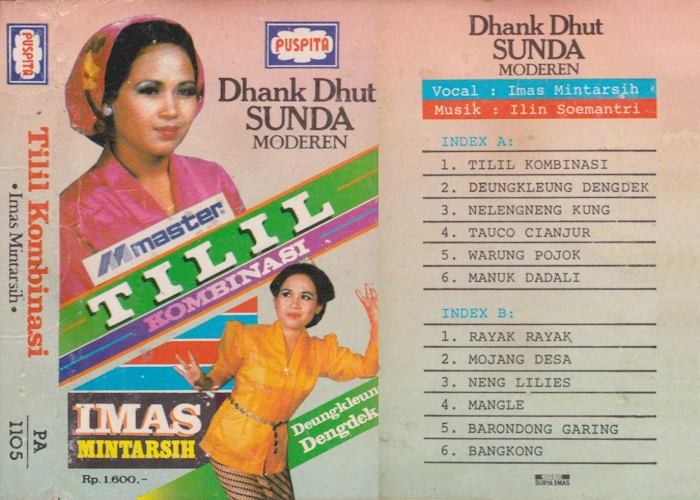 PUSPITA
Tilil Kombinasi
• Imas Mintarsih •
PA
1105
PUSPITA
Dhank Dhut
SUNDA
MODEREN
master
TILIL
KOMBINASI
IMAS
MINTARSIH
Deungkleung
Dengdek
Rp. 1.600,-
Dhank Dhut
SUNDA
MODEREN
Vocal : Imas Mintarsih
Musik : Ilin Soemantri
INDEX A:
1. TILIL KOMBINASI
2. DEUNGKLEUNG DENGDEK
3. NELENGNENG KUNG
4. TAUCO CIANJUR
5. WARUNG POJOK
6. MANUK DADALI
INDEX B:
1. RAYAK RAYAK
2. MOJANG DESA
3. NENG LILIES
4. MANGLE
5. BARONDONG GARING
6. BANGKONG
SURYA EMAS